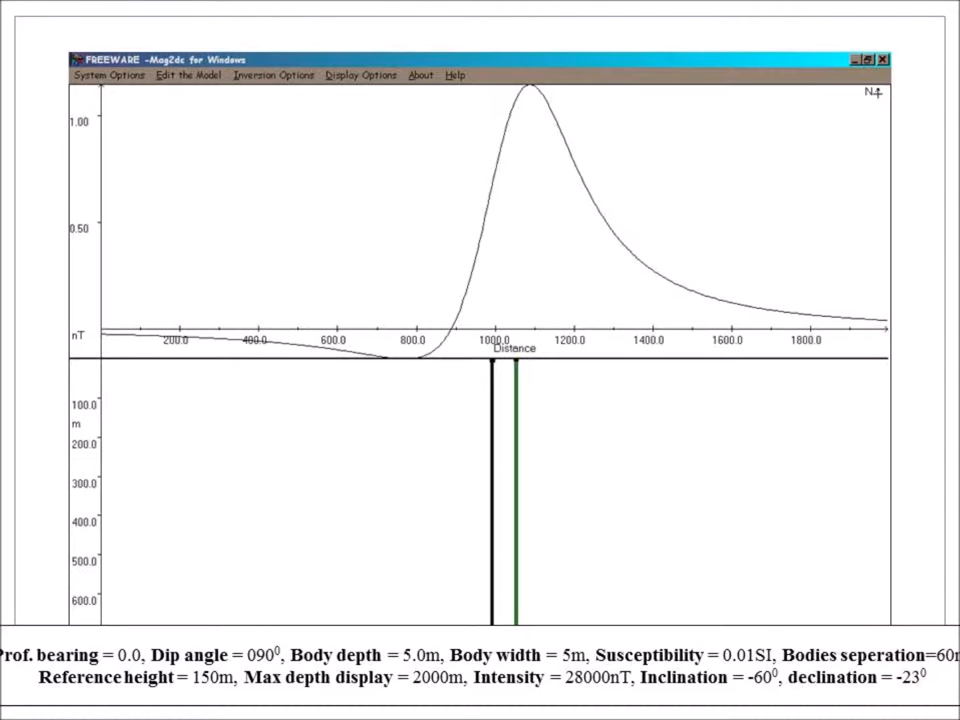 FREEWARE -Mag2dc for Windows
System Options Edit the Model Inversion Options Display Options About Help
N
1.00
0.50
nT
200.0 400.0 600.0 800.0 1000.0 1200.0 1400.0 1600.0 1800.0
Distance
100.0
m
200.0
300.0
400.0
500.0
600.0
Prof. bearing = 0.0, Dip angle = 090⁰, Body depth = 5.0m, Body width = 5m, Susceptibility = 0.01SI, Bodies seperation=60m
Reference height = 150m, Max depth display = 2000m, Intensity = 28000nT, Inclination = -60⁰, declination = -23⁰